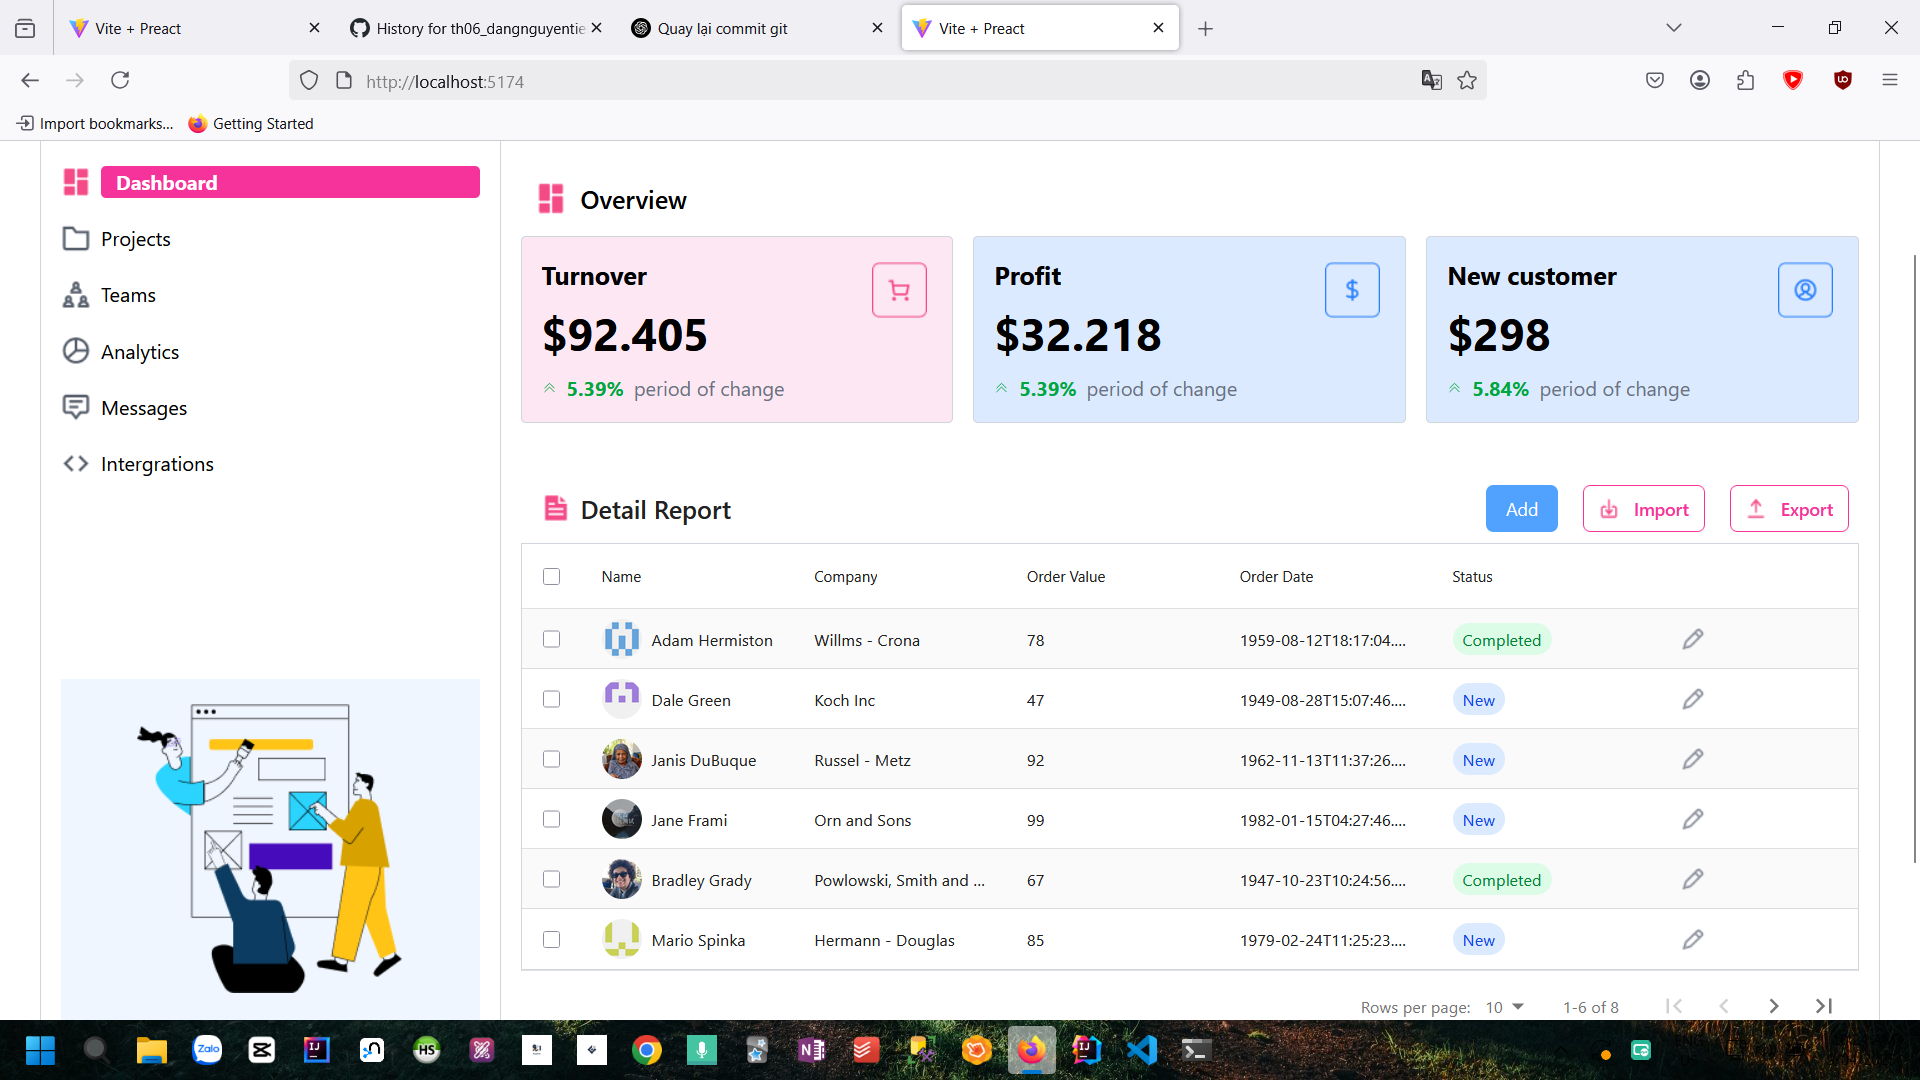 Vite + Preact
History for th06_dangnguyentie
Quay lại commit git
Vite + Preact
http://localhost:5174
Import bookmarks...
Getting Started
Dashboard
Projects
Teams
Analytics
Messages
Intergrations
Overview
Turnover
$92.405
5.39% period of change
Profit
$32.218
5.39% period of change
New customer
$298
5.84% period of change
Detail Report
Add
Import
Export
Name Company Order Value Order Date Status
Adam Hermiston Willms - Crona 78 1959-08-12T18:17:04.... Completed
Dale Green Koch Inc 47 1949-08-28T15:07:46.... New
Janis DuBuque Russel - Metz 92 1962-11-13T11:37:26.... New
Jane Frami Orn and Sons 99 1982-01-15T04:27:46.... New
Bradley Grady Powlowski, Smith and ... 67 1947-10-23T10:24:56.... Completed
Mario Spinka Hermann - Douglas 85 1979-02-24T11:25:23.... New
Rows per page: 10 1-6 of 8
Zalo
IJ
HS
N
IJ